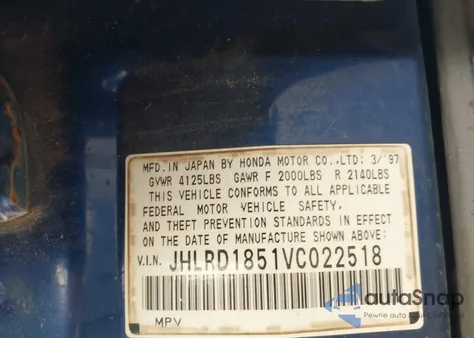 MFD.IN JAPAN BY HONDA MOTOR CO.,LTD: 3/'97
GVWR 4125LBS GAWR F 2000LBS R 2140LBS
THIS VEHICLE CONFORMS TO ALL APPLICABLE
FEDERAL MOTOR VEHICLE SAFETY,
AND THEFT PREVENTION STANDARDS IN EFFECT
ON THE DATE OF MANUFACTURE SHOWN ABOVE:
V.I.N. JHLRD1851VC022518
MPV
autoSnap
Pewne auto z